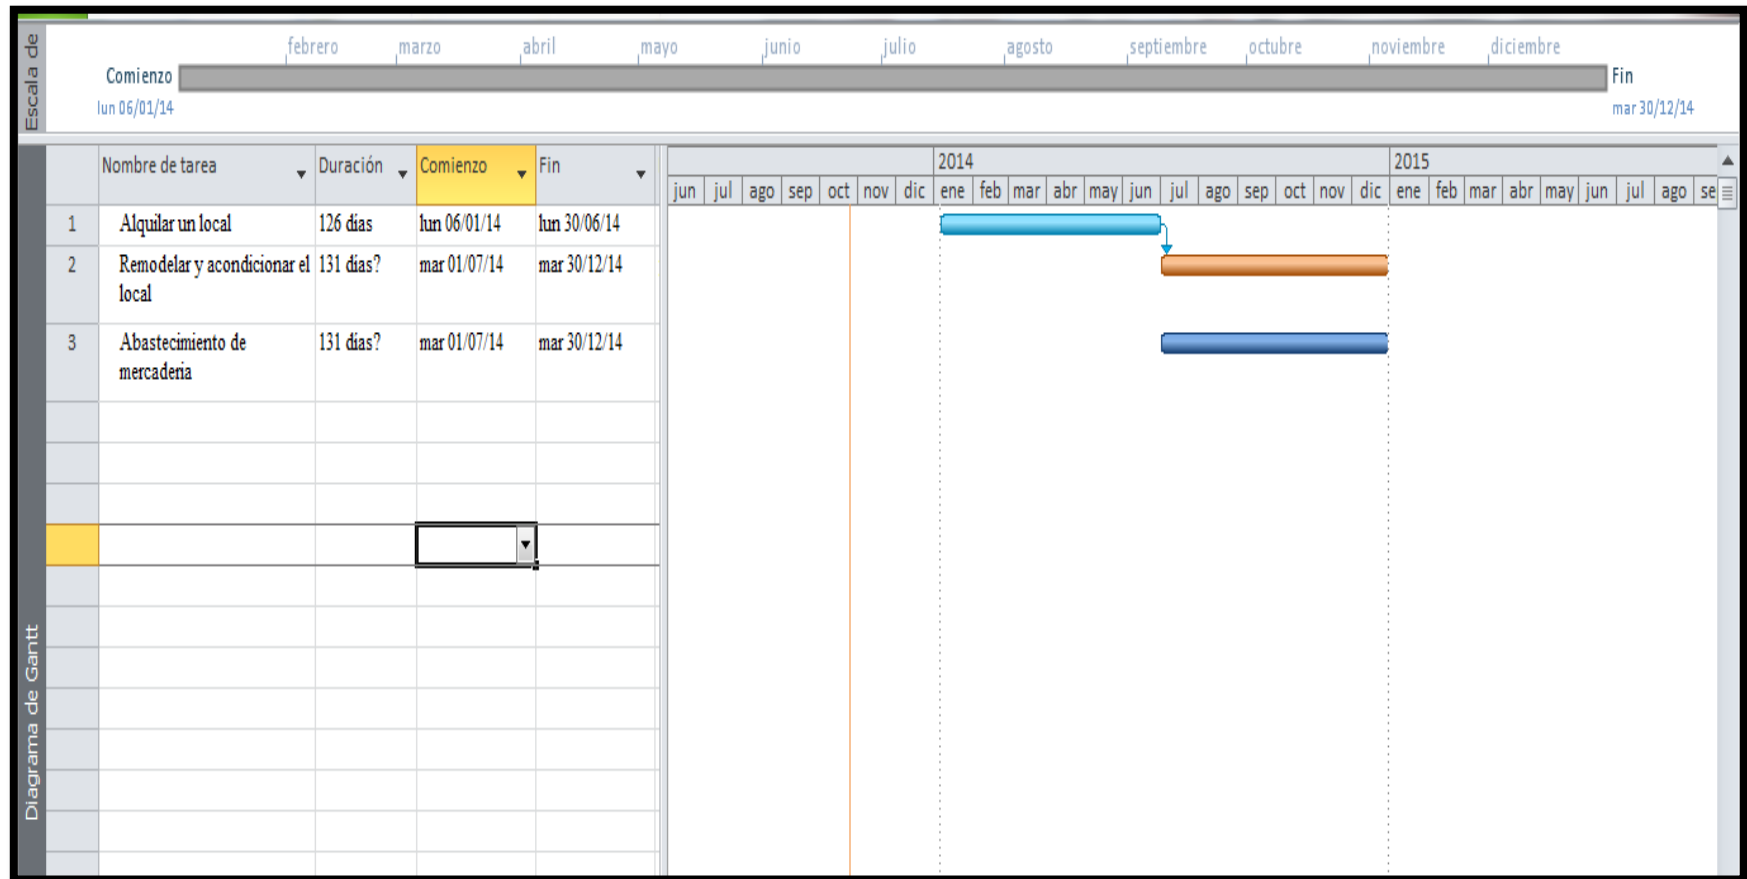 Escala de
febrero marzo abril mayo junio julio agosto septiembre octubre noviembre diciembre
Comienzo Fin
lun 06/01/14 mar 30/12/14
Diagrama de Gantt
Nombre de tarea Duración Comienzo Fin
2014 2015
jun jul ago sep oct nov dic ene feb mar abr may jun jul ago sep oct nov dic ene feb mar abr may jun jul ago se
1 Alquilar un local 126 días lun 06/01/14 lun 30/06/14
2 Remodelar y acondicionar el 131 días? mar 01/07/14 mar 30/12/14
local
3 Abastecimiento de 131 días? mar 01/07/14 mar 30/12/14
mercaderia